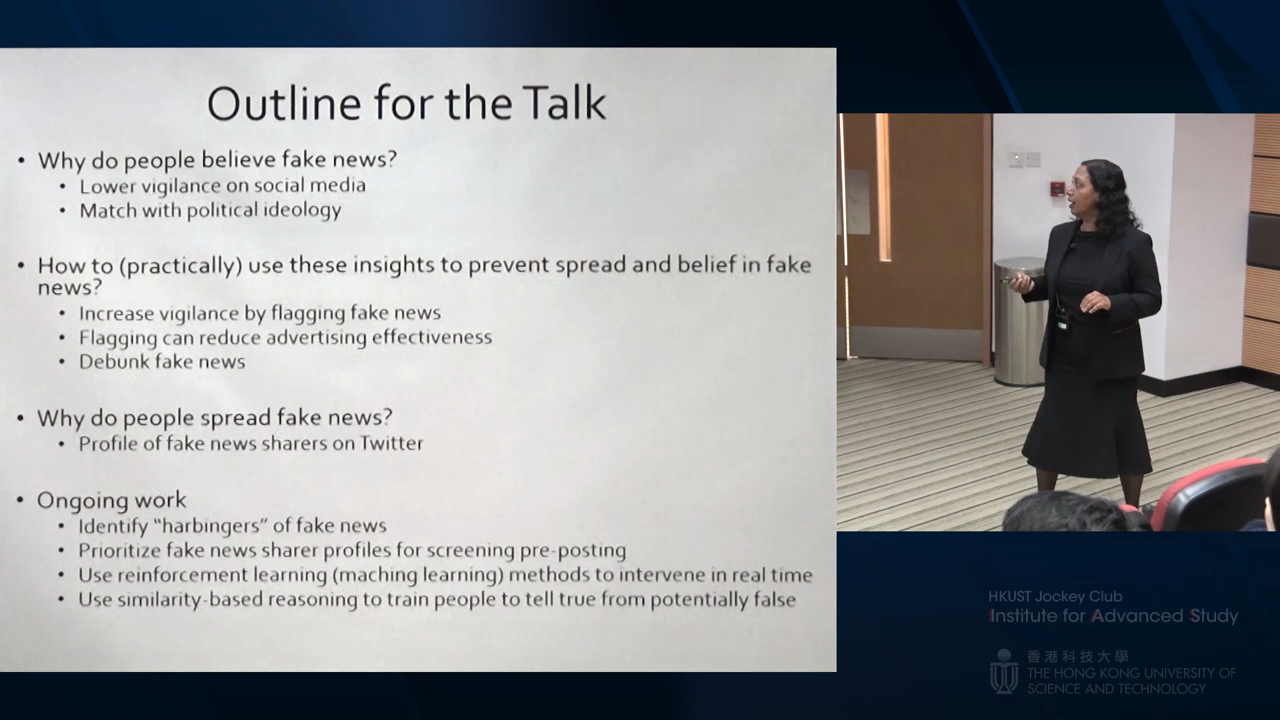 Outline for the Talk
• Why do people believe fake news?
• Lower vigilance on social media
• Match with political ideology
• How to (practically) use these insights to prevent spread and belief in fake
news?
• Increase vigilance by flagging fake news
• Flagging can reduce advertising effectiveness
• Debunk fake news
• Why do people spread fake news?
• Profile of fake news sharers on Twitter
• Ongoing work
• Identify “harbingers” of fake news
• Prioritize fake news sharer profiles for screening pre-posting
• Use reinforcement learning (maching learning) methods to intervene in real time
• Use similarity-based reasoning to train people to tell true from potentially false
HKUST Jockey Club
Institute for Advanced Study
香港科技大學
THE HONG KONG UNIVERSITY OF
SCIENCE AND TECHNOLOGY